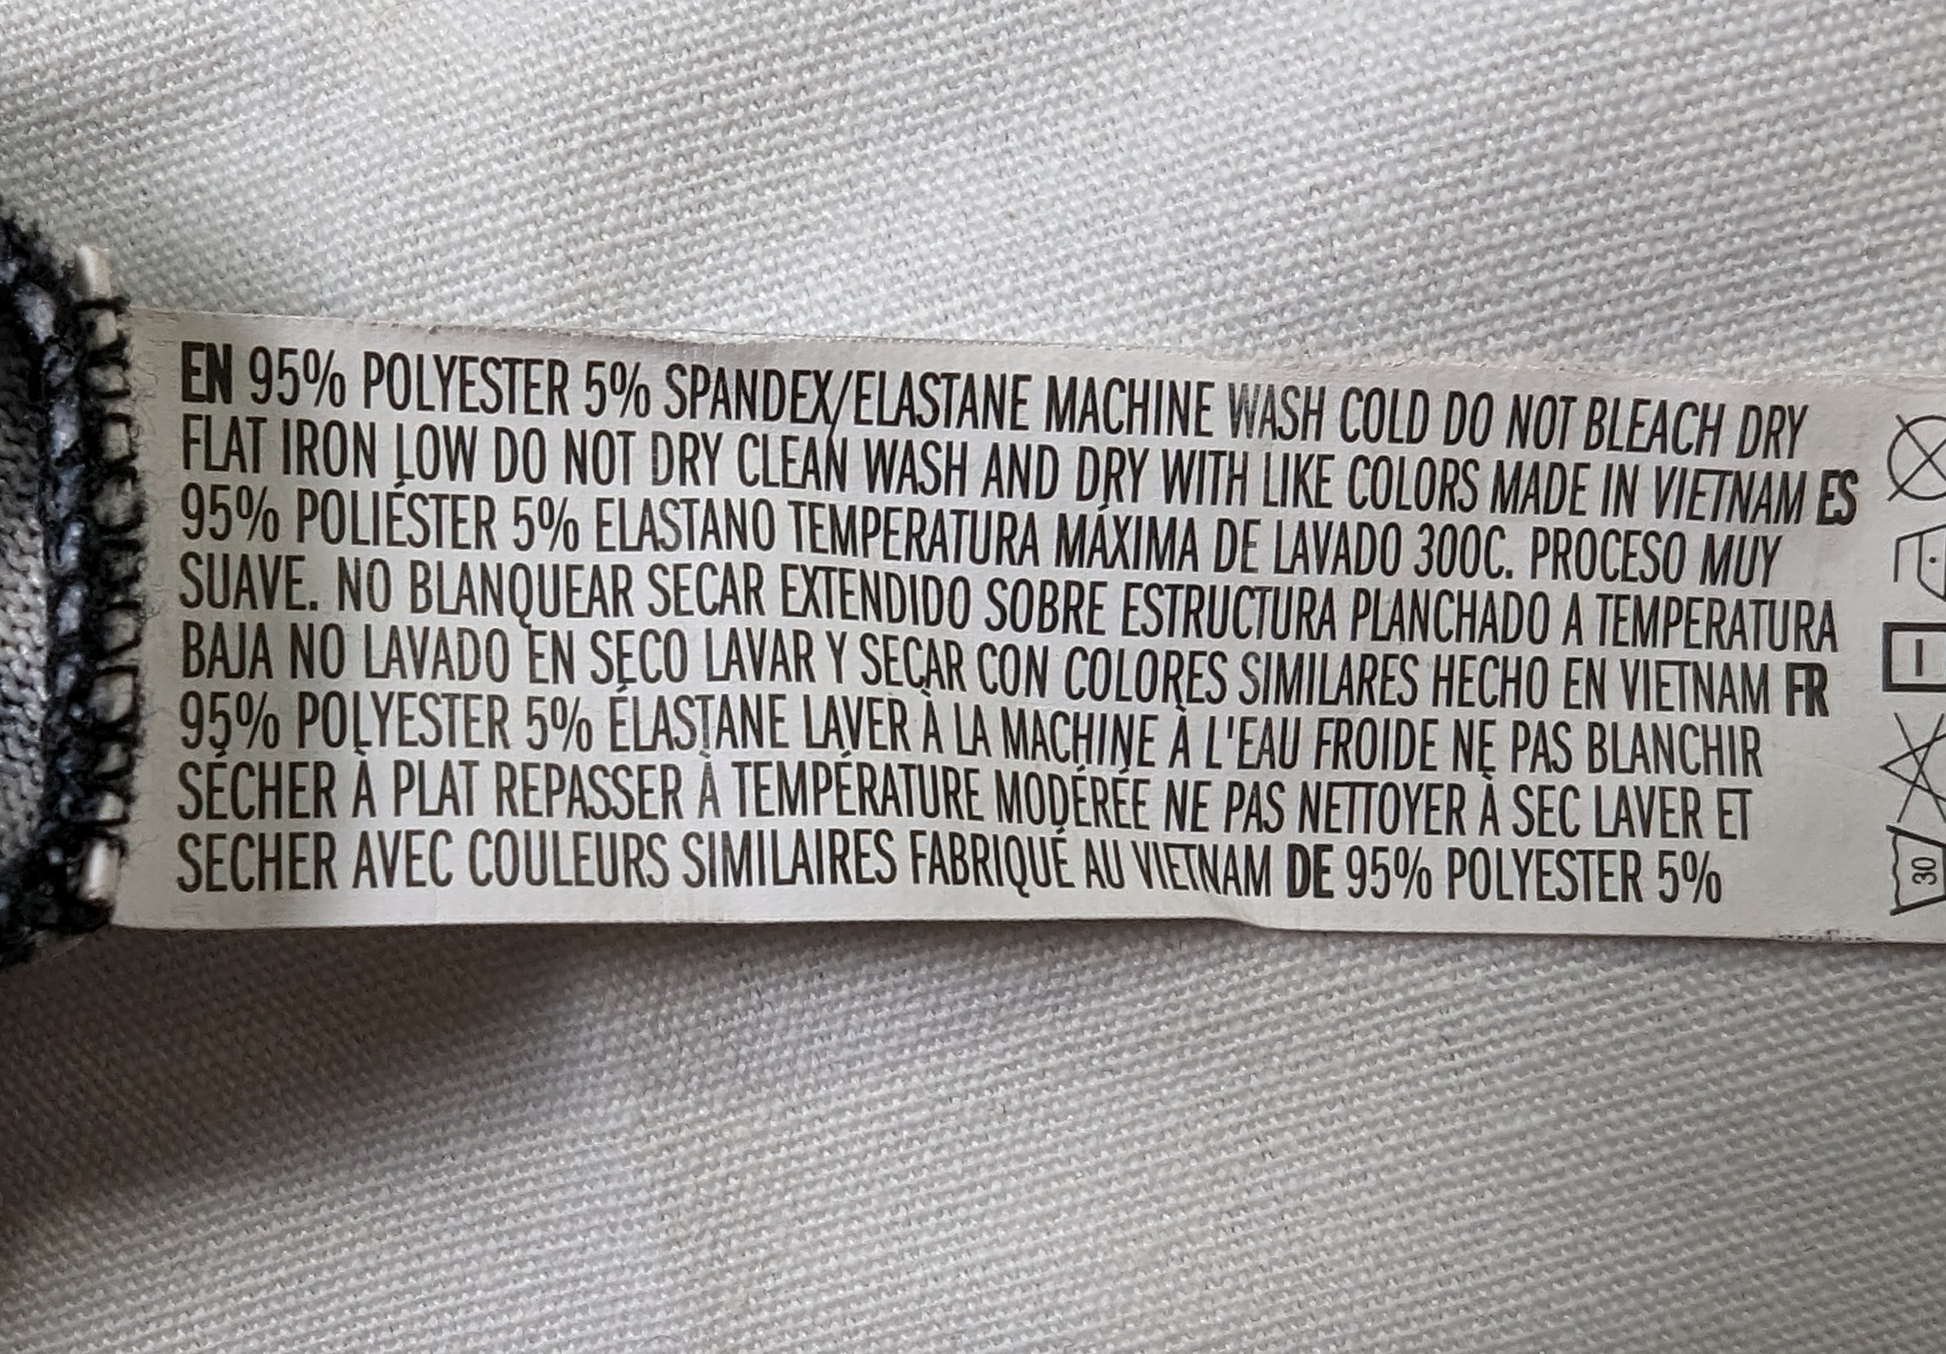 EN 95% POLYESTER 5% SPANDEX/ELASTANE MACHINE WASH COLD DO NOT BLEACH DRY
FLAT IRON LOW DO NOT DRY CLEAN WASH AND DRY WITH LIKE COLORS MADE IN VIETNAM ES
95% POLIÉSTER 5% ELASTANO TEMPERATURA MÁXIMA DE LAVADO 300C. PROCESO MUY
SUAVE. NO BLANQUEAR SECAR EXTENDIDO SOBRE ESTRUCTURA PLANCHADO A TEMPERATURA
BAJA NO LAVADO EN SECO LAVAR Y SECAR CON COLORES SIMILARES HECHO EN VIETNAM FR
95% POLYESTER 5% ÉLASTANE LAVER À LA MACHINE À L'EAU FROIDE NE PAS BLANCHIR
SÉCHER À PLAT REPASSER À TEMPÉRATURE MODÉRÉE NE PAS NETTOYER À SEC LAVER ET
SECHER AVEC COULEURS SIMILAIRES FABRIQUÉ AU VIETNAM DE 95% POLYESTER 5%
30